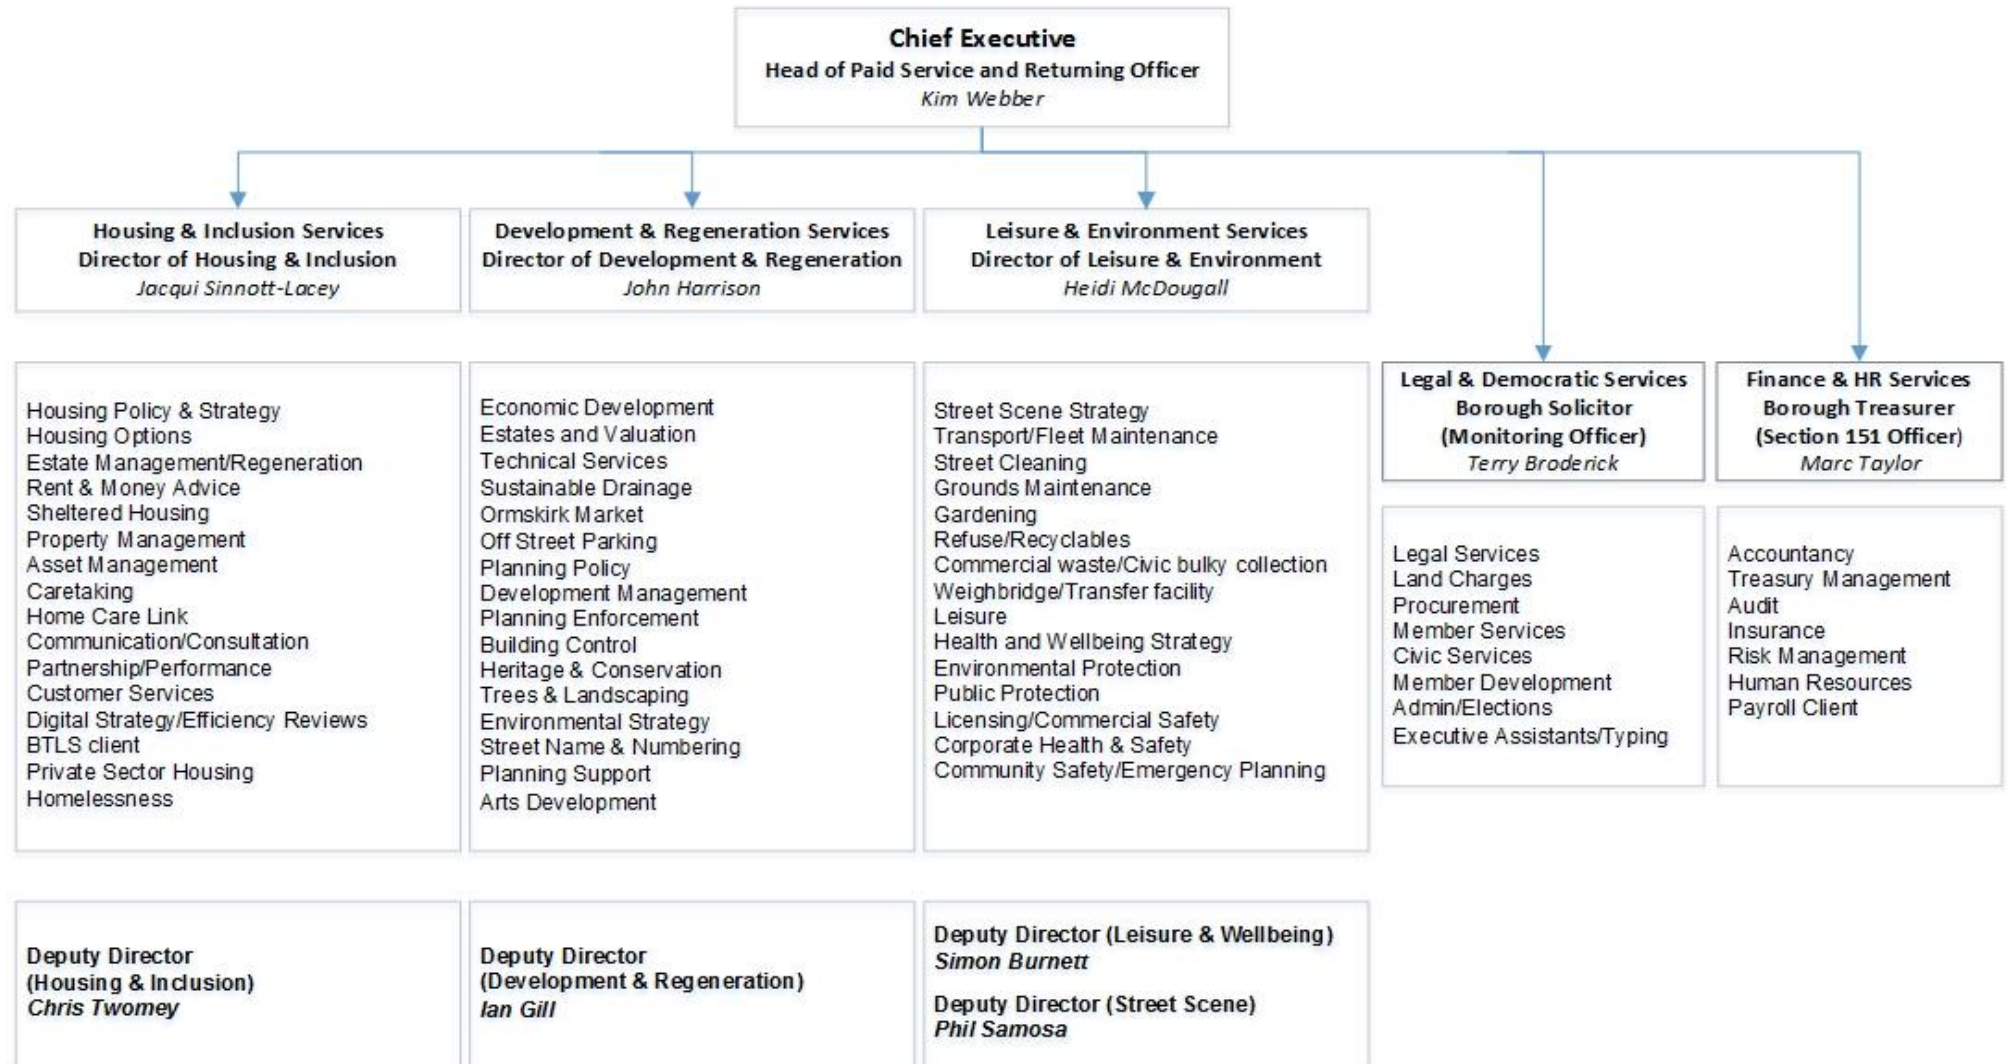 Chief Executive
Head of Paid Service and Returning Officer
Kim Webber
Housing & Inclusion Services
Director of Housing & Inclusion
Jacqui Sinnott-Lacey
Development & Regeneration Services
Director of Development & Regeneration
John Harrison
Leisure & Environment Services
Director of Leisure & Environment
Heidi McDougall
Legal & Democratic Services
Borough Solicitor
(Monitoring Officer)
Terry Broderick
Finance & HR Services
Borough Treasurer
(Section 151 Officer)
Marc Taylor
Housing Policy & Strategy
Housing Options
Estate Management/Regeneration
Rent & Money Advice
Sheltered Housing
Property Management
Asset Management
Caretaking
Home Care Link
Communication/Consultation
Partnership/Performance
Customer Services
Digital Strategy/Efficiency Reviews
BTLS client
Private Sector Housing
Homelessness
Economic Development
Estates and Valuation
Technical Services
Sustainable Drainage
Ormskirk Market
Off Street Parking
Planning Policy
Development Management
Planning Enforcement
Building Control
Heritage & Conservation
Trees & Landscaping
Environmental Strategy
Street Name & Numbering
Planning Support
Arts Development
Street Scene Strategy
Transport/Fleet Maintenance
Street Cleaning
Grounds Maintenance
Gardening
Refuse/Recyclables
Commercial waste/Civic bulky collection
Weighbridge/Transfer facility
Leisure
Health and Wellbeing Strategy
Environmental Protection
Public Protection
Licensing/Commercial Safety
Corporate Health & Safety
Community Safety/Emergency Planning
Legal Services
Land Charges
Procurement
Member Services
Civic Services
Member Development
Admin/Elections
Executive Assistants/Typing
Accountancy
Treasury Management
Audit
Insurance
Risk Management
Human Resources
Payroll Client
Deputy Director
(Housing & Inclusion)
Chris Twomey
Deputy Director
(Development & Regeneration)
Ian Gill
Deputy Director (Leisure & Wellbeing)
Simon Burnett
Deputy Director (Street Scene)
Phil Samosa